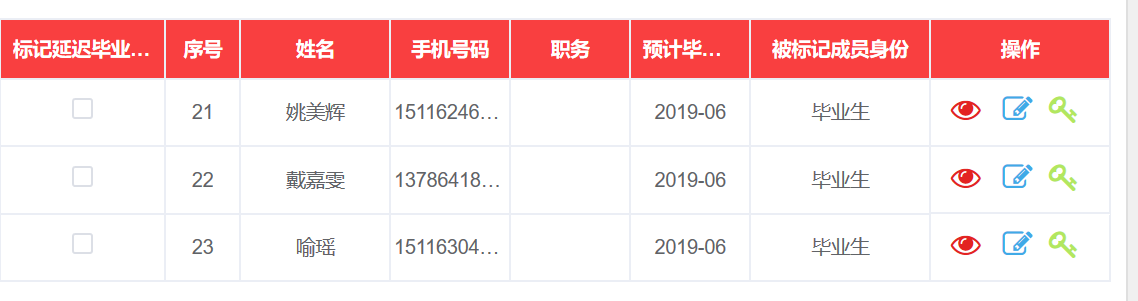 标记延迟毕业... 序号 姓名 手机号码 职务 预计毕... 被标记成员身份 操作
21 姚美辉 15116246... 2019-06 毕业生
22 戴嘉雯 13786418... 2019-06 毕业生
23 喻瑶 15116304... 2019-06 毕业生